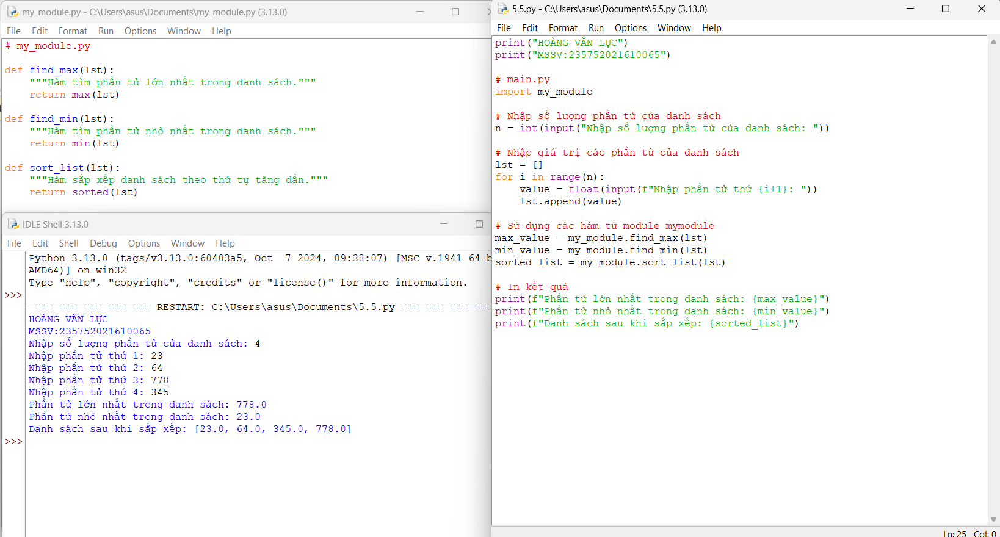 my_module.py - C:\Users\asus\Documents\my_module.py (3.13.0)
File Edit Format Run Options Window Help
# my_module.py
def find_max(lst):
    """Hàm tìm phần tử lớn nhất trong danh sách."""
    return max(lst)
def find_min(lst):
    """Hàm tìm phần tử nhỏ nhất trong danh sách."""
    return min(lst)
def sort_list(lst):
    """Hàm sắp xếp danh sách theo thứ tự tăng dần."""
    return sorted(lst)
IDLE Shell 3.13.0
File Edit Shell Debug Options Window Help
Python 3.13.0 (tags/v3.13.0:60403a5, Oct  7 2024, 09:38:07) [MSC v.1941 64 b
AMD64)] on win32
Type "help", "copyright", "credits" or "license()" for more information.
>>>
==================== RESTART: C:\Users\asus\Documents\5.5.py ===============
HOÀNG VĂN LỰC
MSSV:235752021610065
Nhập số lượng phần tử của danh sách: 4
Nhập phần tử thứ 1: 23
Nhập phần tử thứ 2: 64
Nhập phần tử thứ 3: 778
Nhập phần tử thứ 4: 345
Phần tử lớn nhất trong danh sách: 778.0
Phần tử nhỏ nhất trong danh sách: 23.0
Danh sách sau khi sắp xếp: [23.0, 64.0, 345.0, 778.0]
>>>
5.5.py - C:\Users\asus\Documents\5.5.py (3.13.0)
File Edit Format Run Options Window Help
print("HOÀNG VĂN LỰC")
print("MSSV:235752021610065")
# main.py
import my_module
# Nhập số lượng phần tử của danh sách
n = int(input("Nhập số lượng phần tử của danh sách: "))
# Nhập giá trị các phần tử của danh sách
lst = []
for i in range(n):
    value = float(input(f"Nhập phần tử thứ {i+1}: "))
    lst.append(value)
# Sử dụng các hàm từ module mymodule
max_value = my_module.find_max(lst)
min_value = my_module.find_min(lst)
sorted_list = my_module.sort_list(lst)
# In kết quả
print(f"Phần tử lớn nhất trong danh sách: {max_value}")
print(f"Phần tử nhỏ nhất trong danh sách: {min_value}")
print(f"Danh sách sau khi sắp xếp: {sorted_list}")
Ln: 25 Col: 0